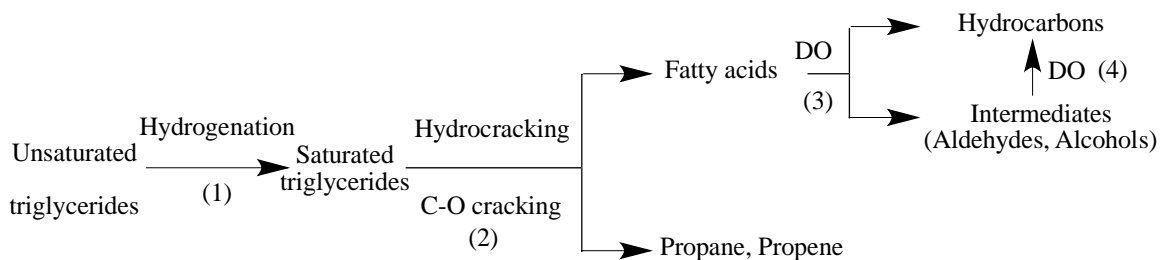 Unsaturated
triglycerides
Hydrogenation
(1)
Saturated
triglycerides
Hydrocracking
C-O cracking
(2)
Fatty acids
Propane, Propene
DO
(3)
Hydrocarbons
DO (4)
Intermediates
(Aldehydes, Alcohols)